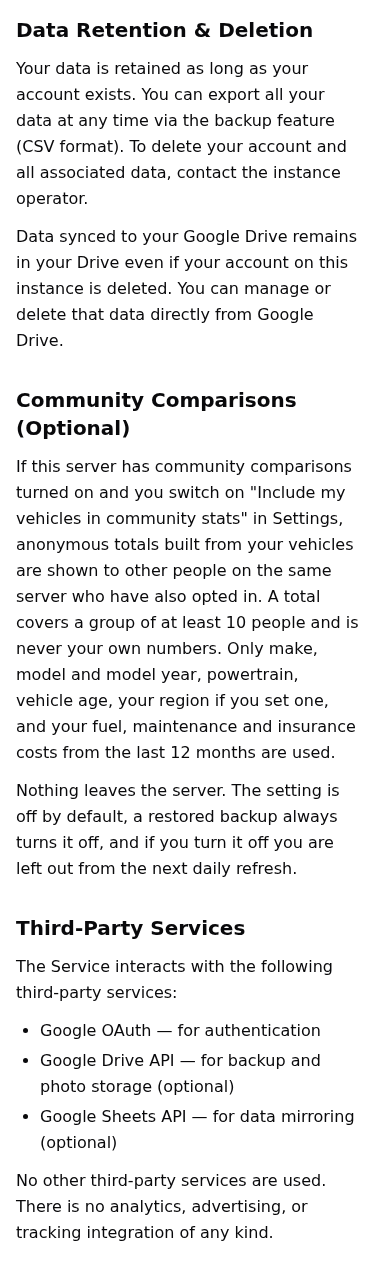 Data Retention & Deletion
Your data is retained as long as your
account exists. You can export all your
data at any time via the backup feature
(CSV format). To delete your account and
all associated data, contact the instance
operator.
Data synced to your Google Drive remains
in your Drive even if your account on this
instance is deleted. You can manage or
delete that data directly from Google
Drive.
Community Comparisons
(Optional)
If this server has community comparisons
turned on and you switch on "Include my
vehicles in community stats" in Settings,
anonymous totals built from your vehicles
are shown to other people on the same
server who have also opted in. A total
covers a group of at least 10 people and is
never your own numbers. Only make,
model and model year, powertrain,
vehicle age, your region if you set one,
and your fuel, maintenance and insurance
costs from the last 12 months are used.
Nothing leaves the server. The setting is
off by default, a restored backup always
turns it off, and if you turn it off you are
left out from the next daily refresh.
Third-Party Services
The Service interacts with the following
third-party services:
• Google OAuth — for authentication
• Google Drive API — for backup and
photo storage (optional)
• Google Sheets API — for data mirroring
(optional)
No other third-party services are used.
There is no analytics, advertising, or
tracking integration of any kind.